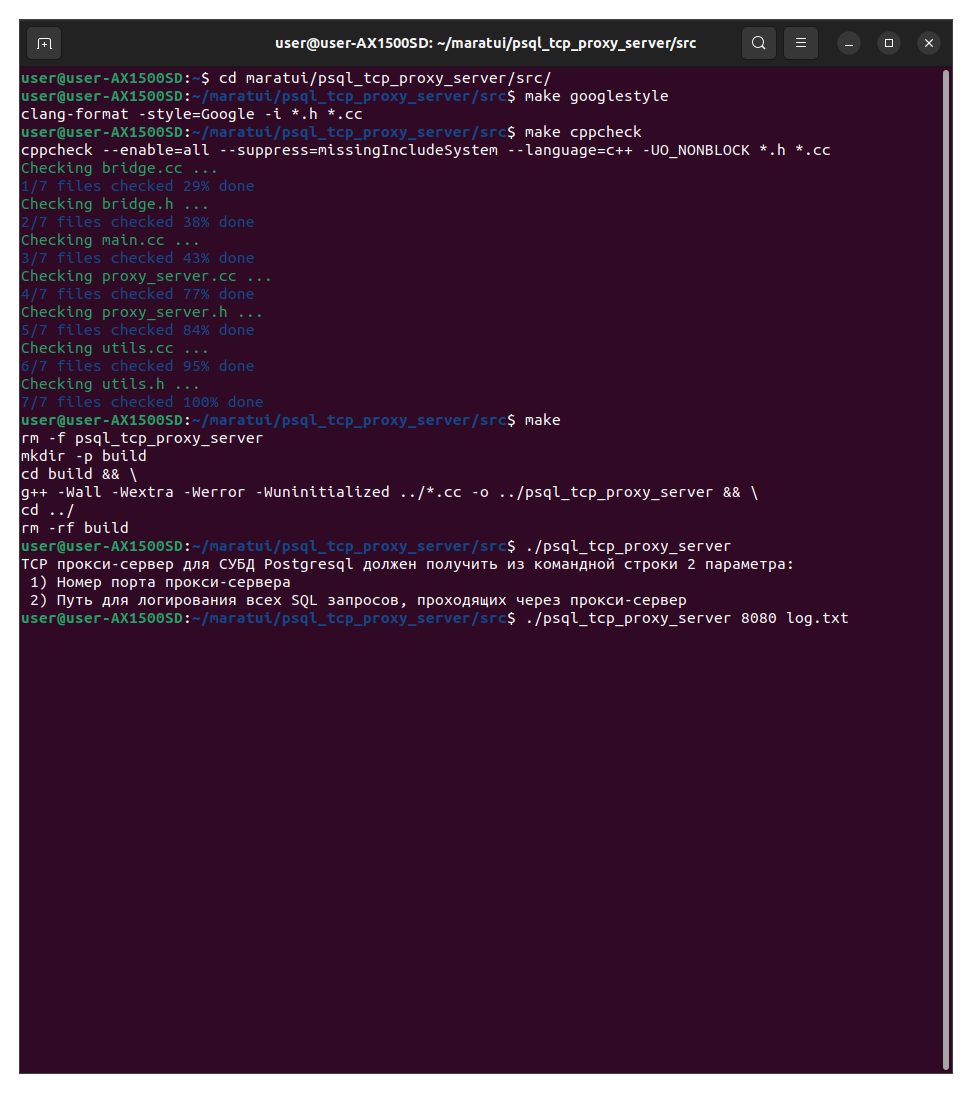 user@user-AX1500SD: ~/maratui/psql_tcp_proxy_server/src
user@user-AX1500SD:~$ cd maratui/psql_tcp_proxy_server/src/
user@user-AX1500SD:~/maratui/psql_tcp_proxy_server/src$ make googlestyle
clang-format -style=Google -i *.h *.cc
user@user-AX1500SD:~/maratui/psql_tcp_proxy_server/src$ make cppcheck
cppcheck --enable=all --suppress=missingIncludeSystem --language=c++ -UO_NONBLOCK *.h *.cc
Checking bridge.cc ...
1/7 files checked 29% done
Checking bridge.h ...
2/7 files checked 38% done
Checking main.cc ...
3/7 files checked 43% done
Checking proxy_server.cc ...
4/7 files checked 77% done
Checking proxy_server.h ...
5/7 files checked 84% done
Checking utils.cc ...
6/7 files checked 95% done
Checking utils.h ...
7/7 files checked 100% done
user@user-AX1500SD:~/maratui/psql_tcp_proxy_server/src$ make
rm -f psql_tcp_proxy_server
mkdir -p build
cd build && \
g++ -Wall -Wextra -Werror -Wuninitialized ../*.cc -o ../psql_tcp_proxy_server && \
cd ../
rm -rf build
user@user-AX1500SD:~/maratui/psql_tcp_proxy_server/src$ ./psql_tcp_proxy_server
TCP прокси-сервер для СУБД Postgresql должен получить из командной строки 2 параметра:
 1) Номер порта прокси-сервера
 2) Путь для логирования всех SQL запросов, проходящих через прокси-сервер
user@user-AX1500SD:~/maratui/psql_tcp_proxy_server/src$ ./psql_tcp_proxy_server 8080 log.txt